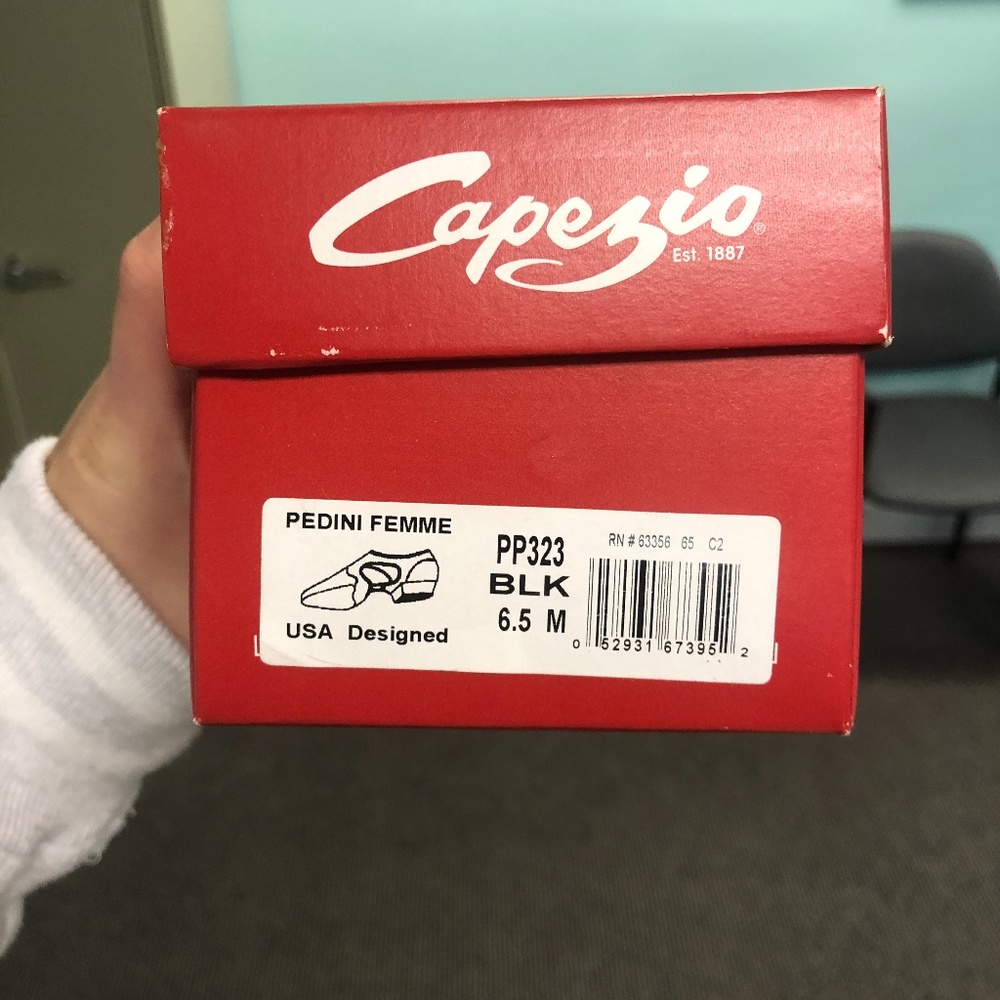 Capezio®
Est. 1887
PEDINI FEMME
USA Designed
PP323
BLK
6.5 M
RN # 63356 65 C2
0 52931 67395 2